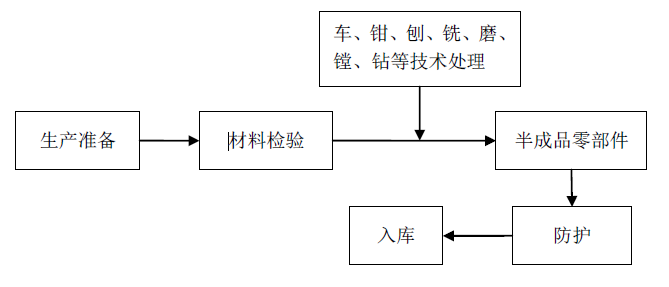 车、钳、刨、铣、磨、
镗、钻等技术处理
生产准备
材料检验
半成品零部件
入库
防护